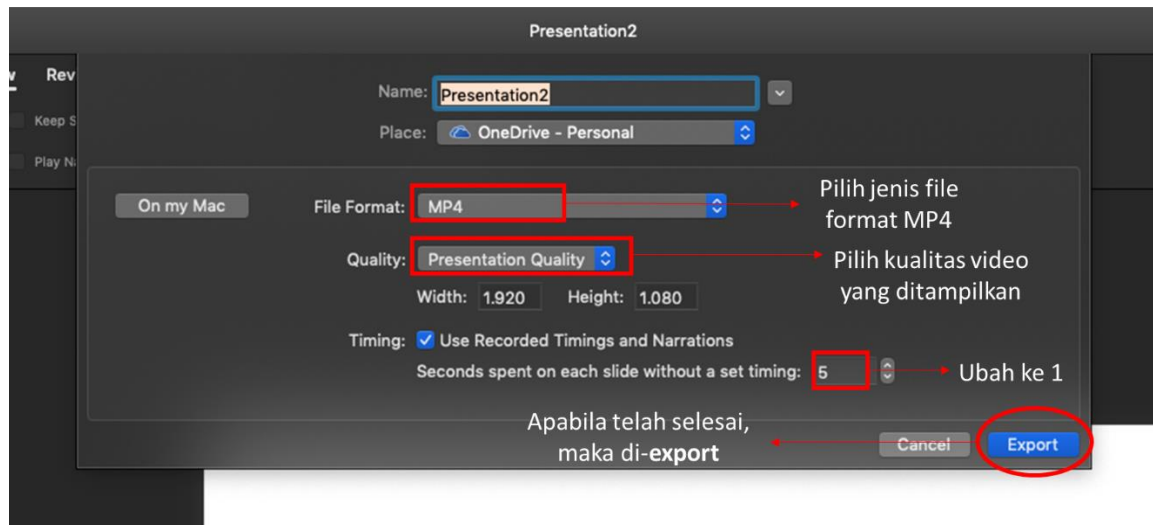 Presentation2
Rev
Keep S
Play Na
Name: Presentation2
Place: OneDrive - Personal
On my Mac
File Format: MP4
Pilih jenis file
format MP4
Quality: Presentation Quality
Pilih kualitas video
yang ditampilkan
Width: 1.920 Height: 1.080
Timing: Use Recorded Timings and Narrations
Seconds spent on each slide without a set timing: 5
Ubah ke 1
Apabila telah selesai,
maka di-export
Cancel Export